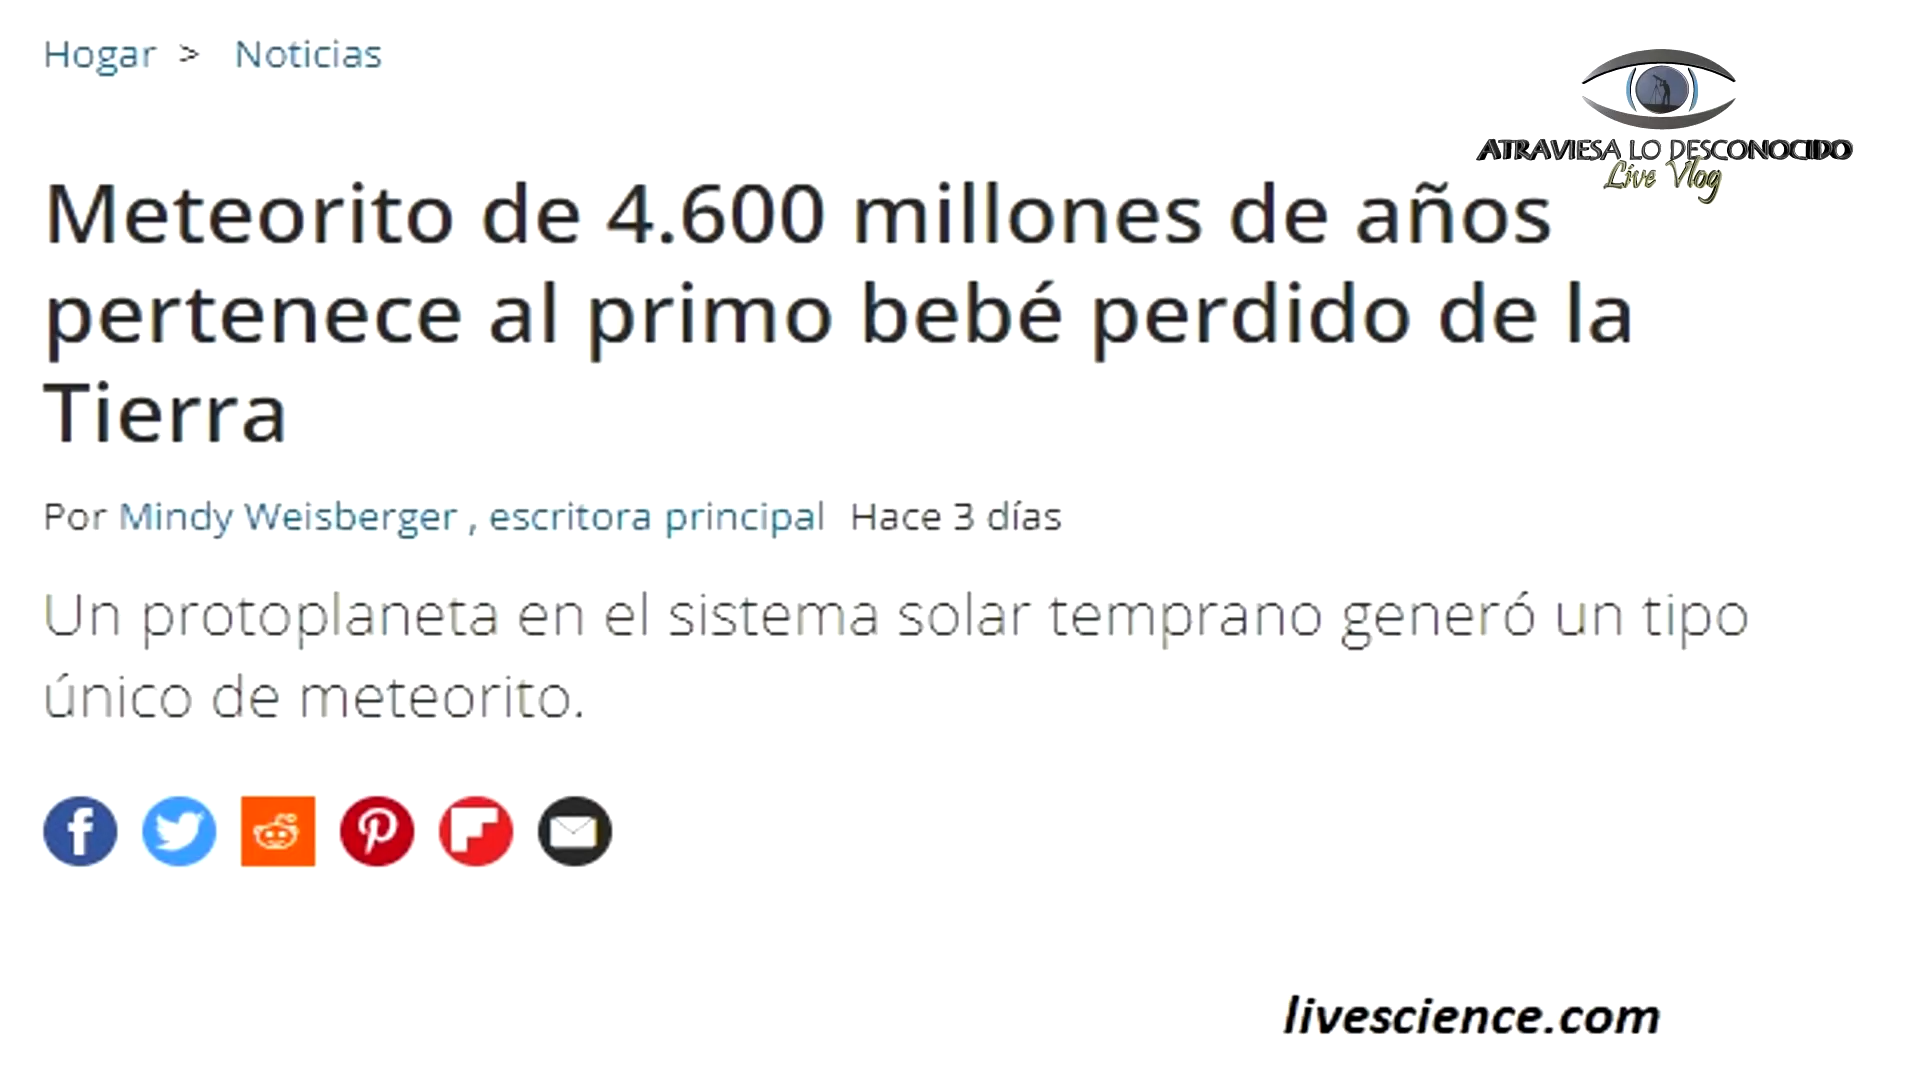 Hogar > Noticias
ATRAVIESA LO DESCONOCIDO
Live Vlog
Meteorito de 4.600 millones de años
pertenece al primo bebé perdido de la
Tierra
Por Mindy Weisberger , escritora principal Hace 3 días
Un protoplaneta en el sistema solar temprano generó un tipo
único de meteorito.
livescience.com